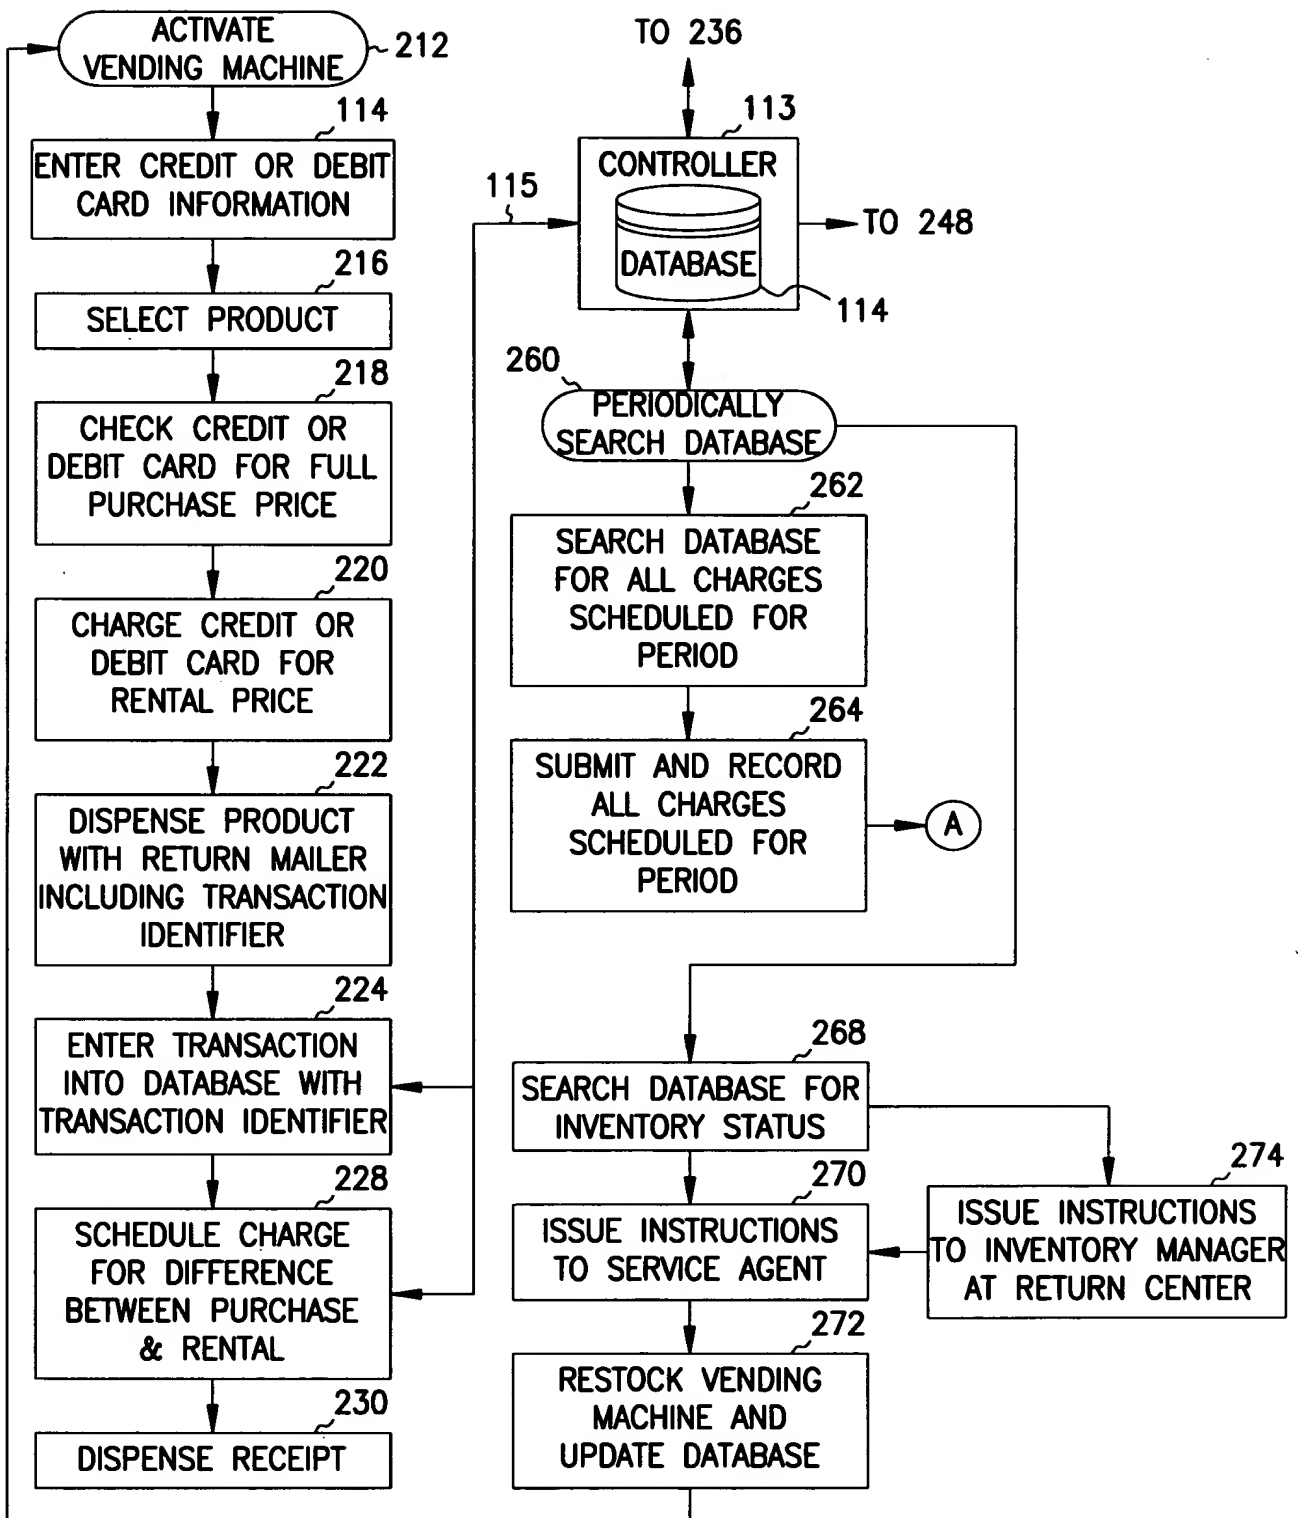 ACTIVATE
VENDING MACHINE
212
114
ENTER CREDIT OR DEBIT
CARD INFORMATION
216
SELECT PRODUCT
218
CHECK CREDIT OR
DEBIT CARD FOR FULL
PURCHASE PRICE
220
CHARGE CREDIT OR
DEBIT CARD FOR
RENTAL PRICE
222
DISPENSE PRODUCT
WITH RETURN MAILER
INCLUDING TRANSACTION
IDENTIFIER
224
ENTER TRANSACTION
INTO DATABASE WITH
TRANSACTION IDENTIFIER
228
SCHEDULE CHARGE
FOR DIFFERENCE
BETWEEN PURCHASE
& RENTAL
230
DISPENSE RECEIPT
TO 236
113
CONTROLLER
115
TO 248
DATABASE
114
260
PERIODICALLY
SEARCH DATABASE
262
SEARCH DATABASE
FOR ALL CHARGES
SCHEDULED FOR
PERIOD
264
SUBMIT AND RECORD
ALL CHARGES
SCHEDULED FOR
PERIOD
A
268
SEARCH DATABASE FOR
INVENTORY STATUS
270
ISSUE INSTRUCTIONS
TO SERVICE AGENT
274
ISSUE INSTRUCTIONS
TO INVENTORY MANAGER
AT RETURN CENTER
272
RESTOCK VENDING
MACHINE AND
UPDATE DATABASE